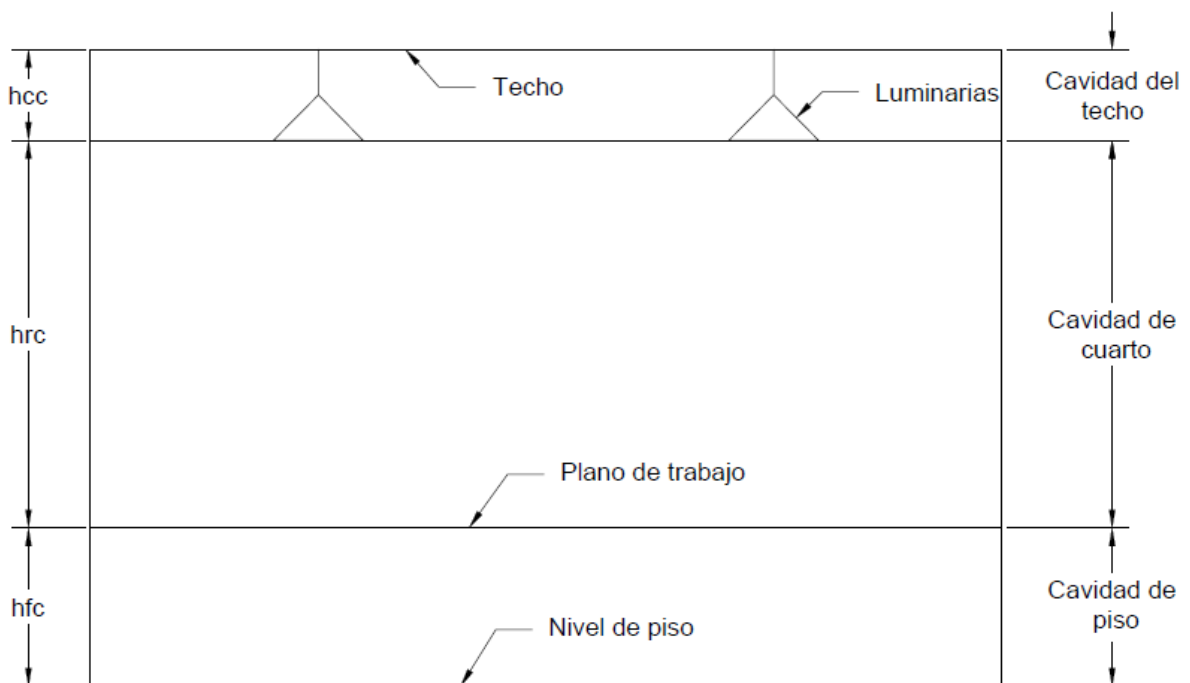 hcc
Techo
Luminarias
Cavidad del
techo
hrc
Cavidad de
cuarto
Plano de trabajo
hfc
Nivel de piso
Cavidad de
piso